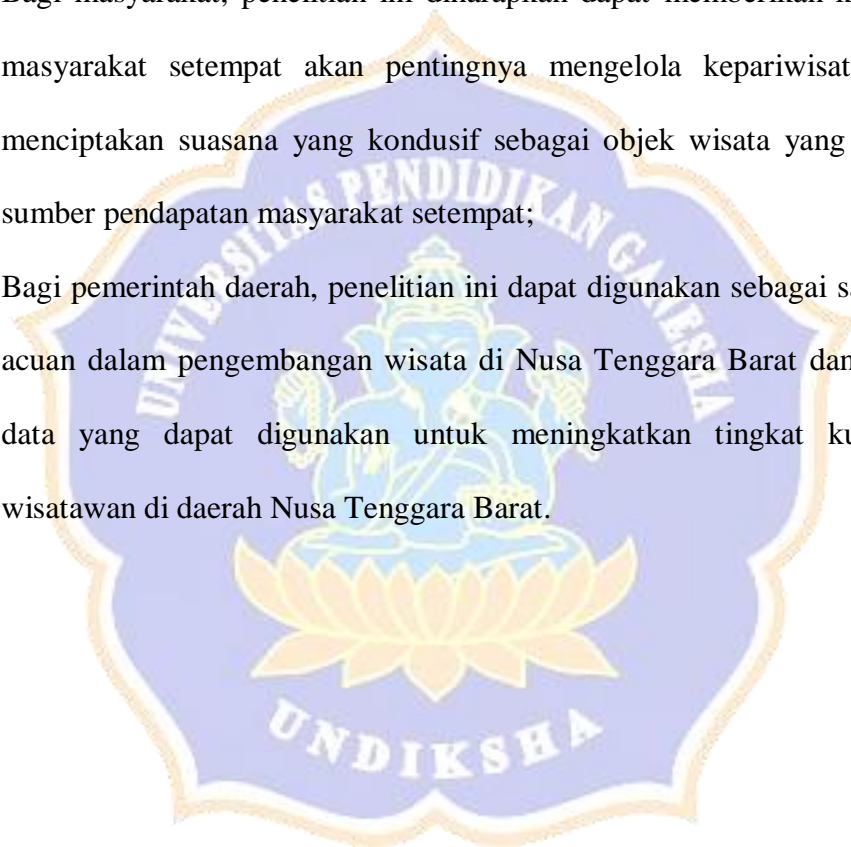 Bagi masyarakat, penelitian ini diharapkan dapat memberikan
masyarakat setempat akan pentingnya mengelola kepariwisat
menciptakan suasana yang kondusif sebagai objek wisata yang
sumber pendapatan masyarakat setempat;
Bagi pemerintah daerah, penelitian ini dapat digunakan sebagai sa
acuan dalam pengembangan wisata di Nusa Tenggara Barat dan
data yang dapat digunakan untuk meningkatkan tingkat ku
wisatawan di daerah Nusa Tenggara Barat.
UNIVERSITAS PENDIDIKAN GANESHA
UNDIKSHA